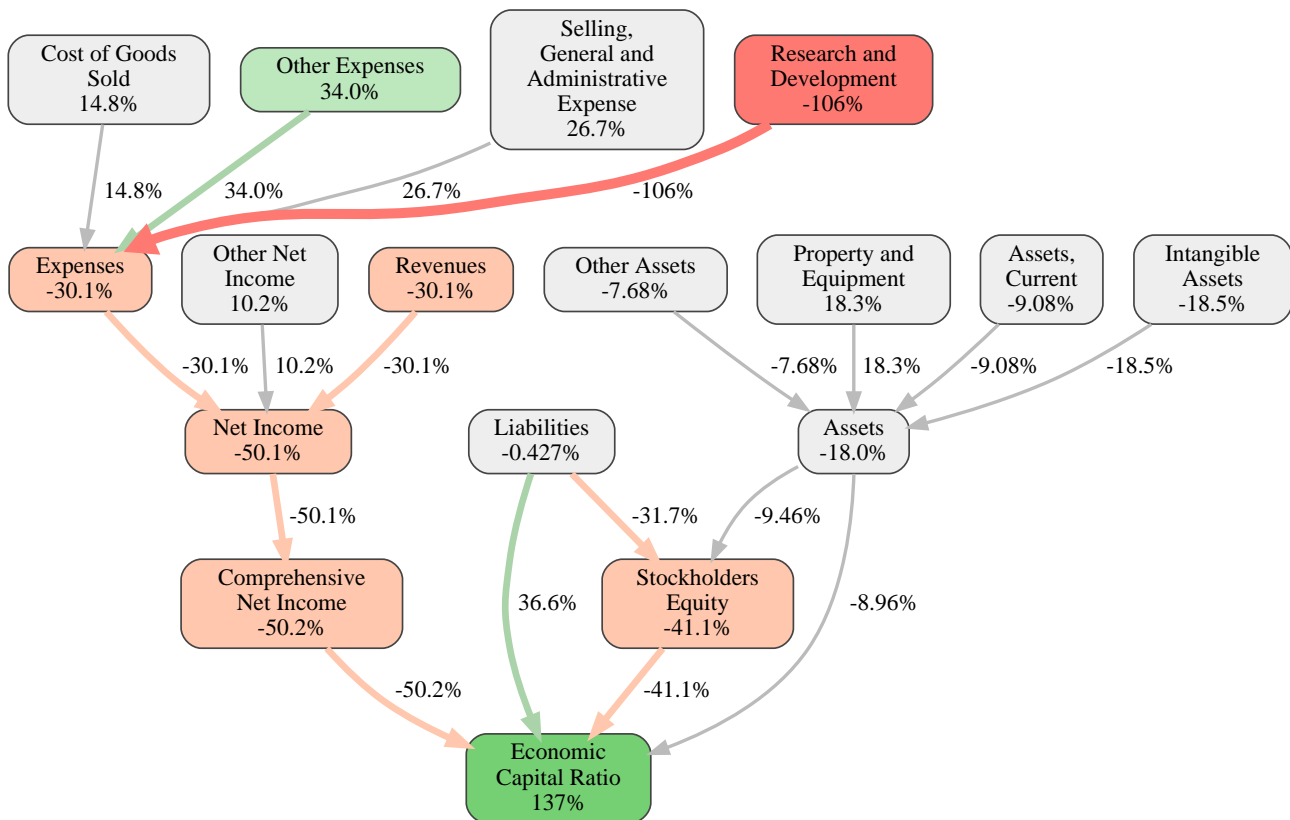 Cost of Goods
Sold
14.8%
Other Expenses
34.0%
Selling,
General and
Administrative
Expense
26.7%
Research and
Development
-106%
14.8%
34.0%
26.7%
-106%
Expenses
-30.1%
Other Net
Income
10.2%
Revenues
-30.1%
Other Assets
-7.68%
Property and
Equipment
18.3%
Assets,
Current
-9.08%
Intangible
Assets
-18.5%
-30.1%
10.2%
-30.1%
-7.68%
18.3%
-9.08%
-18.5%
Net Income
-50.1%
Liabilities
-0.427%
Assets
-18.0%
-50.1%
-31.7%
-9.46%
Comprehensive
Net Income
-50.2%
36.6%
Stockholders
Equity
-41.1%
-8.96%
-50.2%
-41.1%
Economic
Capital Ratio
137%